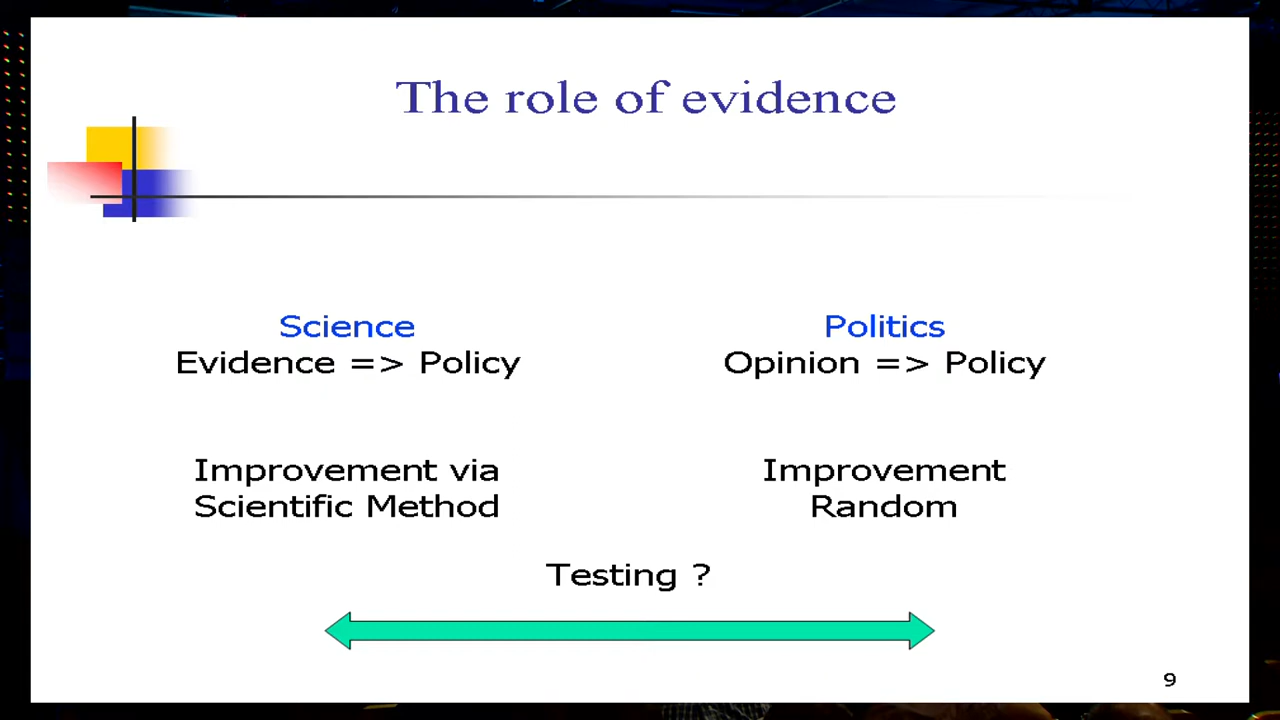 The role of evidence
Science
Evidence => Policy
Politics
Opinion => Policy
Improvement via
Scientific Method
Improvement
Random
Testing ?
9